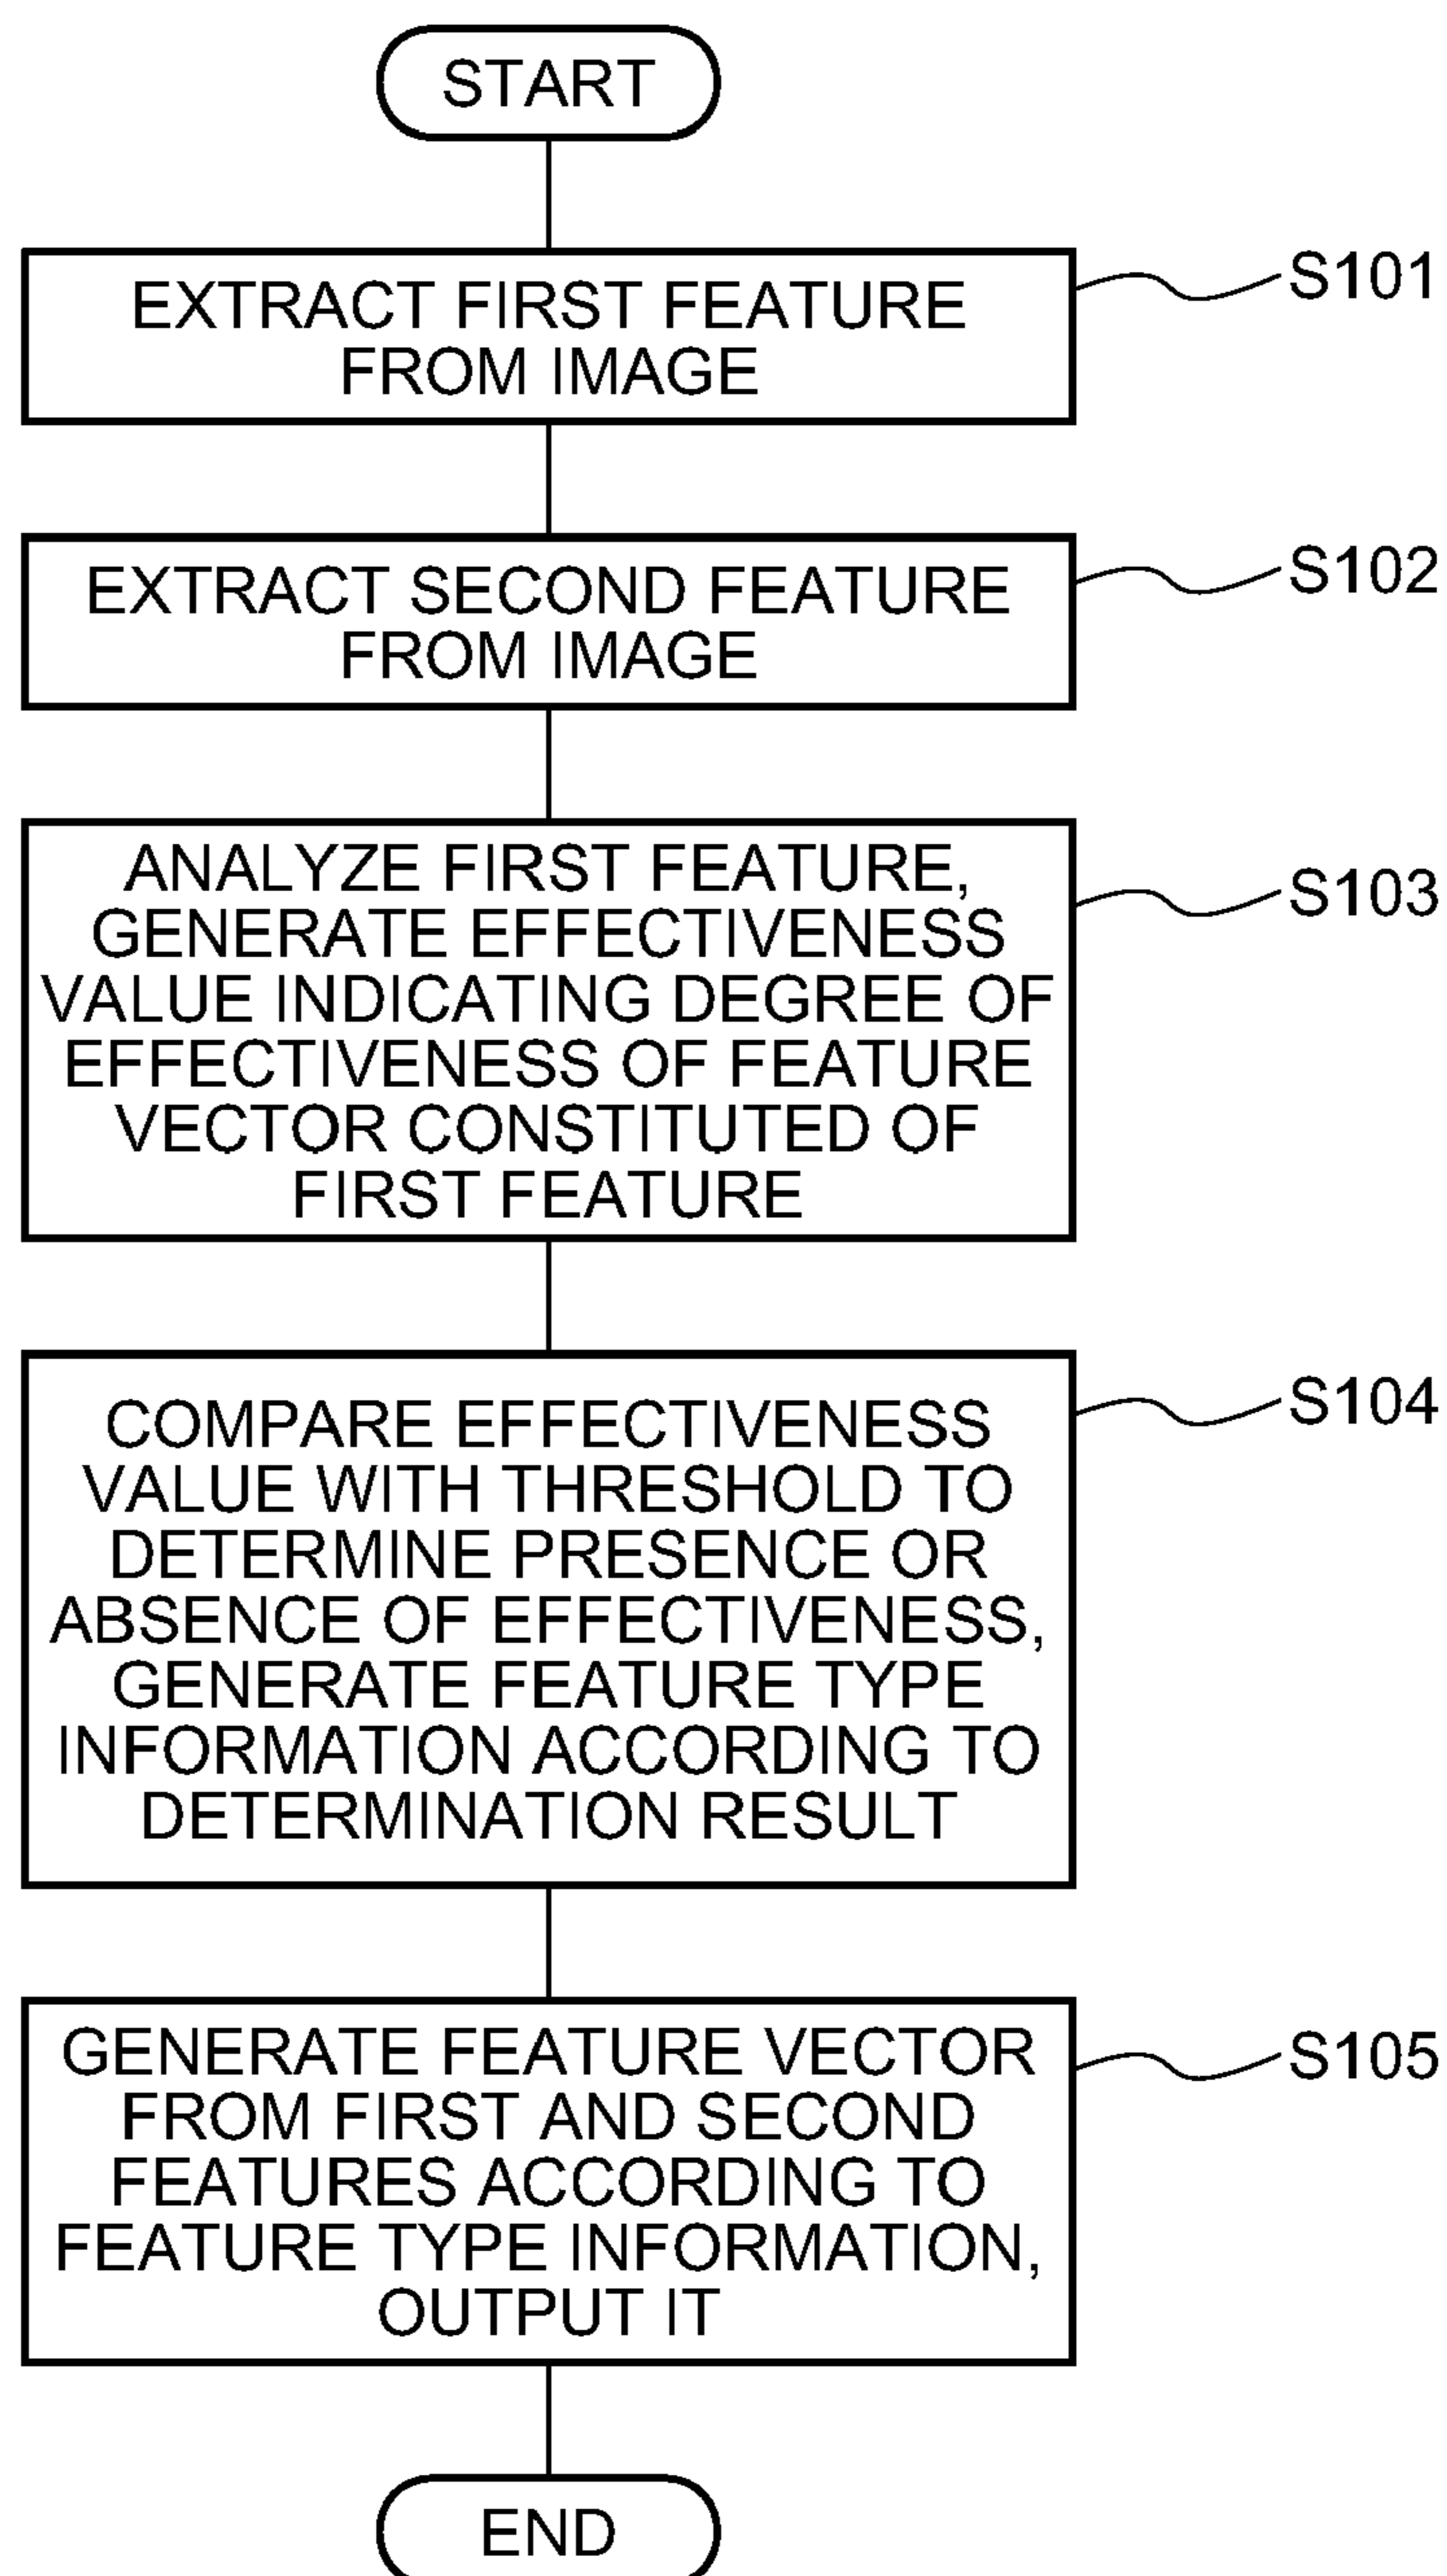 START
EXTRACT FIRST FEATURE
FROM IMAGE
S101
EXTRACT SECOND FEATURE
FROM IMAGE
S102
ANALYZE FIRST FEATURE,
GENERATE EFFECTIVENESS
VALUE INDICATING DEGREE OF
EFFECTIVENESS OF FEATURE
VECTOR CONSTITUTED OF
FIRST FEATURE
S103
COMPARE EFFECTIVENESS
VALUE WITH THRESHOLD TO
DETERMINE PRESENCE OR
ABSENCE OF EFFECTIVENESS,
GENERATE FEATURE TYPE
INFORMATION ACCORDING TO
DETERMINATION RESULT
S104
GENERATE FEATURE VECTOR
FROM FIRST AND SECOND
FEATURES ACCORDING TO
FEATURE TYPE INFORMATION,
OUTPUT IT
S105
END